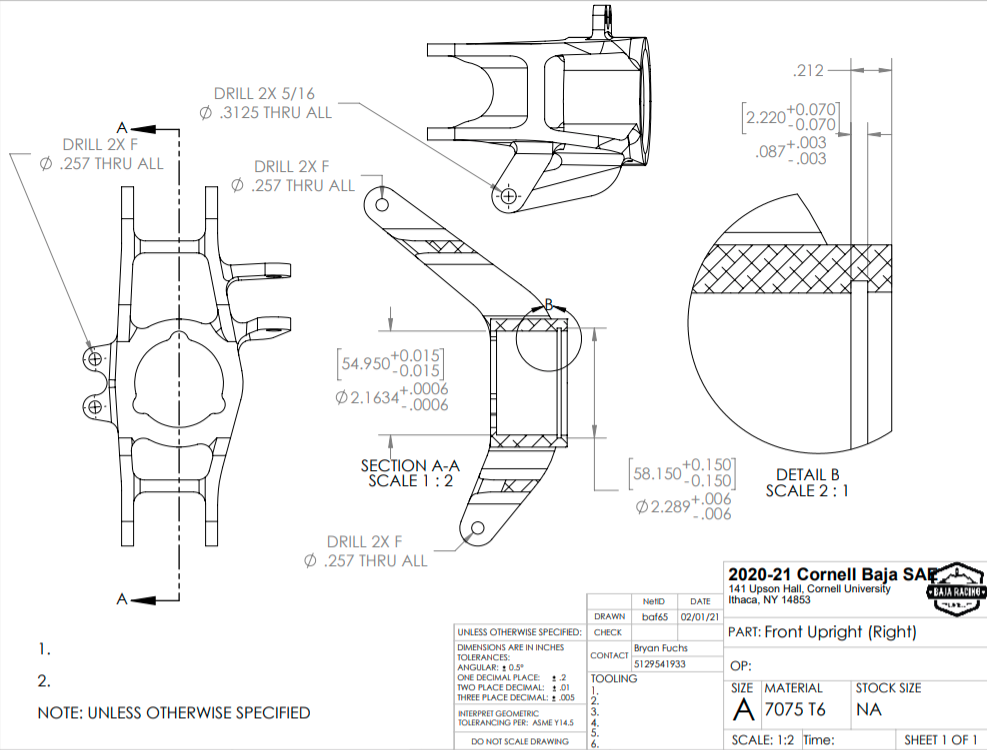 DRILL 2X 5/16
Ø .3125 THRU ALL
.212
[2.220 +0.070 -0.070]
.087 +.003 -.003
A
DRILL 2X F
Ø .257 THRU ALL
DRILL 2X F
Ø .257 THRU ALL
B
[54.950 +0.015 -0.015]
Ø2.1634 +.0006 -.0006
SECTION A-A
SCALE 1 : 2
[58.150 +0.150 -0.150]
Ø2.289 +.006 -.006
DETAIL B
SCALE 2 : 1
DRILL 2X F
Ø .257 THRU ALL
A
1.
2.
NOTE: UNLESS OTHERWISE SPECIFIED
UNLESS OTHERWISE SPECIFIED:
DIMENSIONS ARE IN INCHES
TOLERANCES:
ANGULAR: ± 0.5°
ONE DECIMAL PLACE: ± .2
TWO PLACE DECIMAL: ± .01
THREE PLACE DECIMAL: ± .005
INTERPRET GEOMETRIC
TOLERANCING PER: ASME Y14.5
DO NOT SCALE DRAWING
NetID DATE
DRAWN baf65 02/01/21
CHECK
CONTACT Bryan Fuchs
5129541933
TOOLING
1.
2.
3.
4.
5.
6.
2020-21 Cornell Baja SAE
141 Upson Hall, Cornell University
Ithaca, NY 14853
BAJA RACING
PART: Front Upright (Right)
OP:
SIZE MATERIAL STOCK SIZE
A 7075 T6 NA
SCALE: 1:2 Time: SHEET 1 OF 1